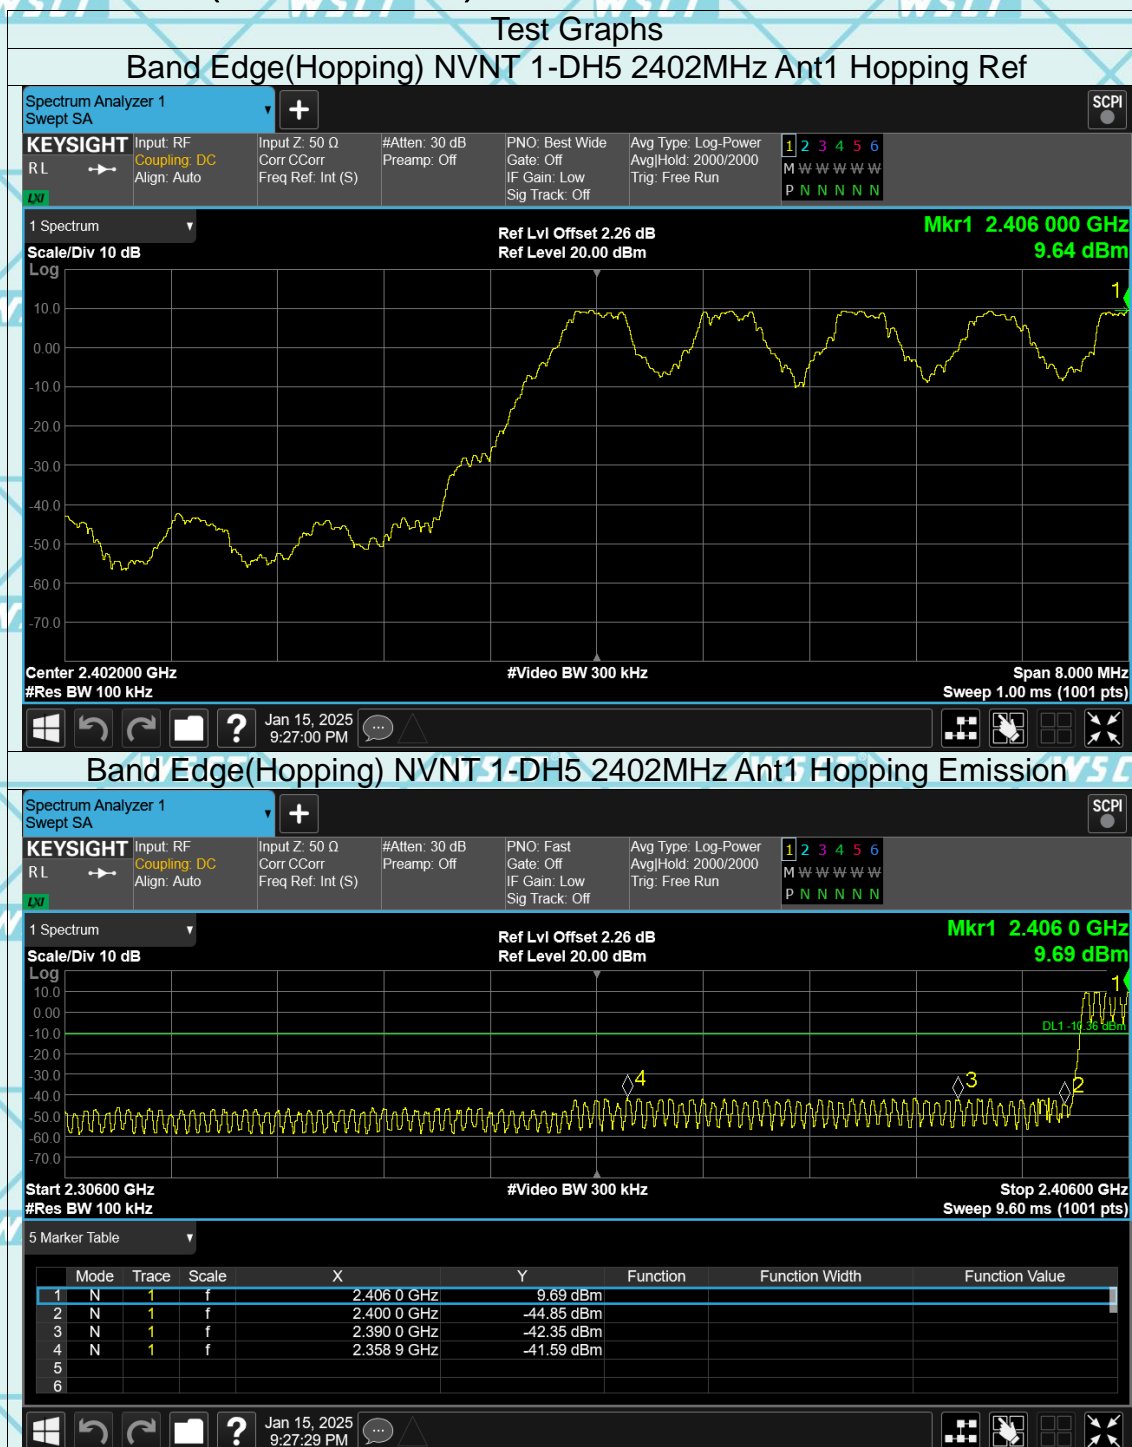 Test Graphs
Band Edge(Hopping) NVNT 1-DH5 2402MHz Ant1 Hopping Ref
Spectrum Analyzer 1
Swept SA
SCPI
KEYSIGHT
RL
LXI
Input: RF
Coupling: DC
Align: Auto
Input Z: 50 Ω
Corr CCorr
Freq Ref: Int (S)
#Atten: 30 dB
Preamp: Off
PNO: Best Wide
Gate: Off
IF Gain: Low
Sig Track: Off
Avg Type: Log-Power
Avg|Hold: 2000/2000
Trig: Free Run
1 2 3 4 5 6
M W W W W W
P N N N N N
1 Spectrum
Scale/Div 10 dB
Ref Lvl Offset 2.26 dB
Ref Level 20.00 dBm
Mkr1 2.406 000 GHz
9.64 dBm
Log
1
10.0
0.00
-10.0
-20.0
-30.0
-40.0
-50.0
-60.0
-70.0
Center 2.402000 GHz
#Video BW 300 kHz
Span 8.000 MHz
#Res BW 100 kHz
Sweep 1.00 ms (1001 pts)
Jan 15, 2025
9:27:00 PM
Band Edge(Hopping) NVNT 1-DH5 2402MHz Ant1 Hopping Emission
Spectrum Analyzer 1
Swept SA
SCPI
KEYSIGHT
RL
LXI
Input: RF
Coupling: DC
Align: Auto
Input Z: 50 Ω
Corr CCorr
Freq Ref: Int (S)
#Atten: 30 dB
Preamp: Off
PNO: Fast
Gate: Off
IF Gain: Low
Sig Track: Off
Avg Type: Log-Power
Avg|Hold: 2000/2000
Trig: Free Run
1 2 3 4 5 6
M W W W W W
P N N N N N
1 Spectrum
Scale/Div 10 dB
Ref Lvl Offset 2.26 dB
Ref Level 20.00 dBm
Mkr1 2.406 0 GHz
9.69 dBm
Log
1
10.0
0.00
DL1 -10.36 dBm
-10.0
-20.0
-30.0
4
3
2
-40.0
-50.0
-60.0
-70.0
Start 2.30600 GHz
#Video BW 300 kHz
Stop 2.40600 GHz
#Res BW 100 kHz
Sweep 9.60 ms (1001 pts)
5 Marker Table
Mode Trace Scale X Y Function Function Width Function Value
1 N 1 f 2.406 0 GHz 9.69 dBm
2 N 1 f 2.400 0 GHz -44.85 dBm
3 N 1 f 2.390 0 GHz -42.35 dBm
4 N 1 f 2.358 9 GHz -41.59 dBm
5
6
Jan 15, 2025
9:27:29 PM